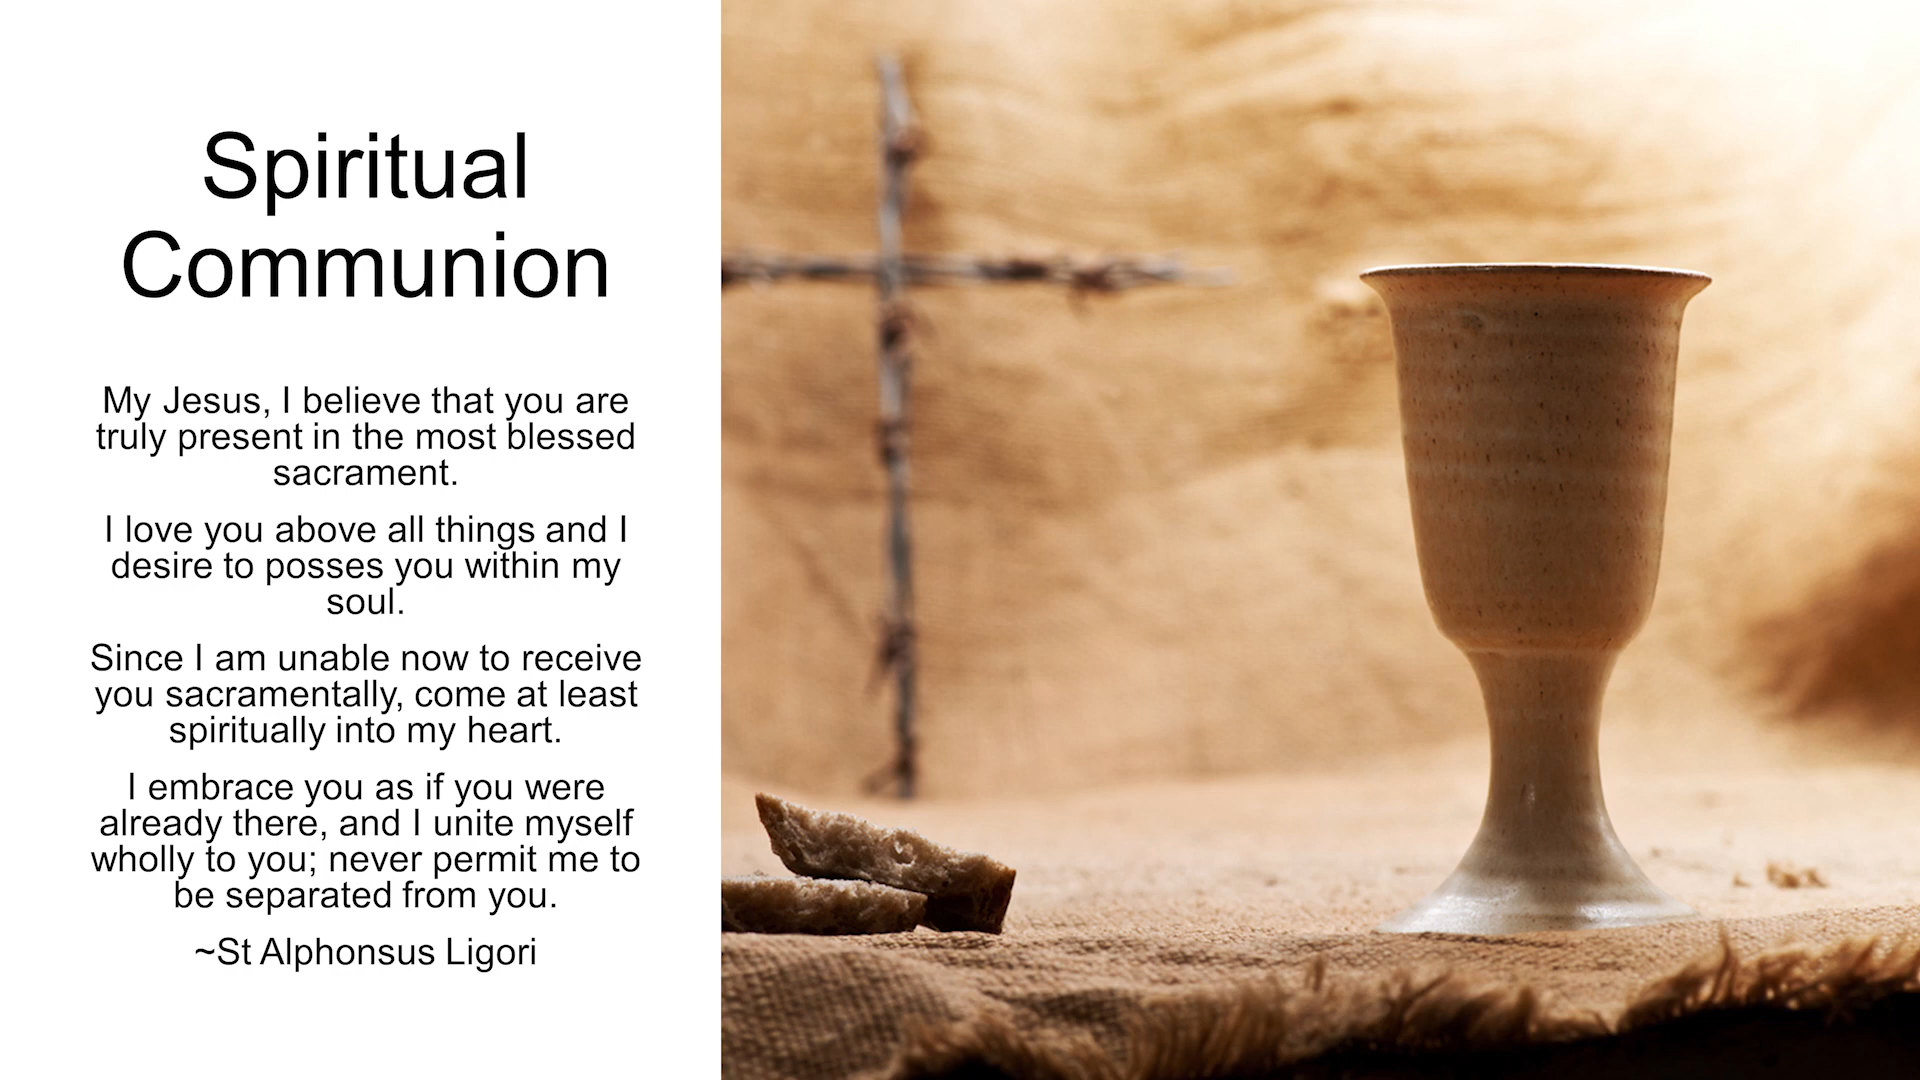 Spiritual
Communion
My Jesus, I believe that you are
truly present in the most blessed
sacrament.
I love you above all things and I
desire to posses you within my
soul.
Since I am unable now to receive
you sacramentally, come at least
spiritually into my heart.
I embrace you as if you were
already there, and I unite myself
wholly to you; never permit me to
be separated from you.
~St Alphonsus Ligori